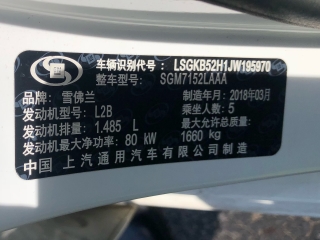 车辆识别代号: LSGKB52H1JW195970
整车型号: SGM7152LAAA
品牌: 雪佛兰 制造年月: 2018年03月
发动机型号: L2B 乘坐人数: 5
发动机排量: 1.485 L 最大允许总质量:
发动机最大净功率: 80 kW 1660 kg
中国 上汽通用汽车有限公司制造